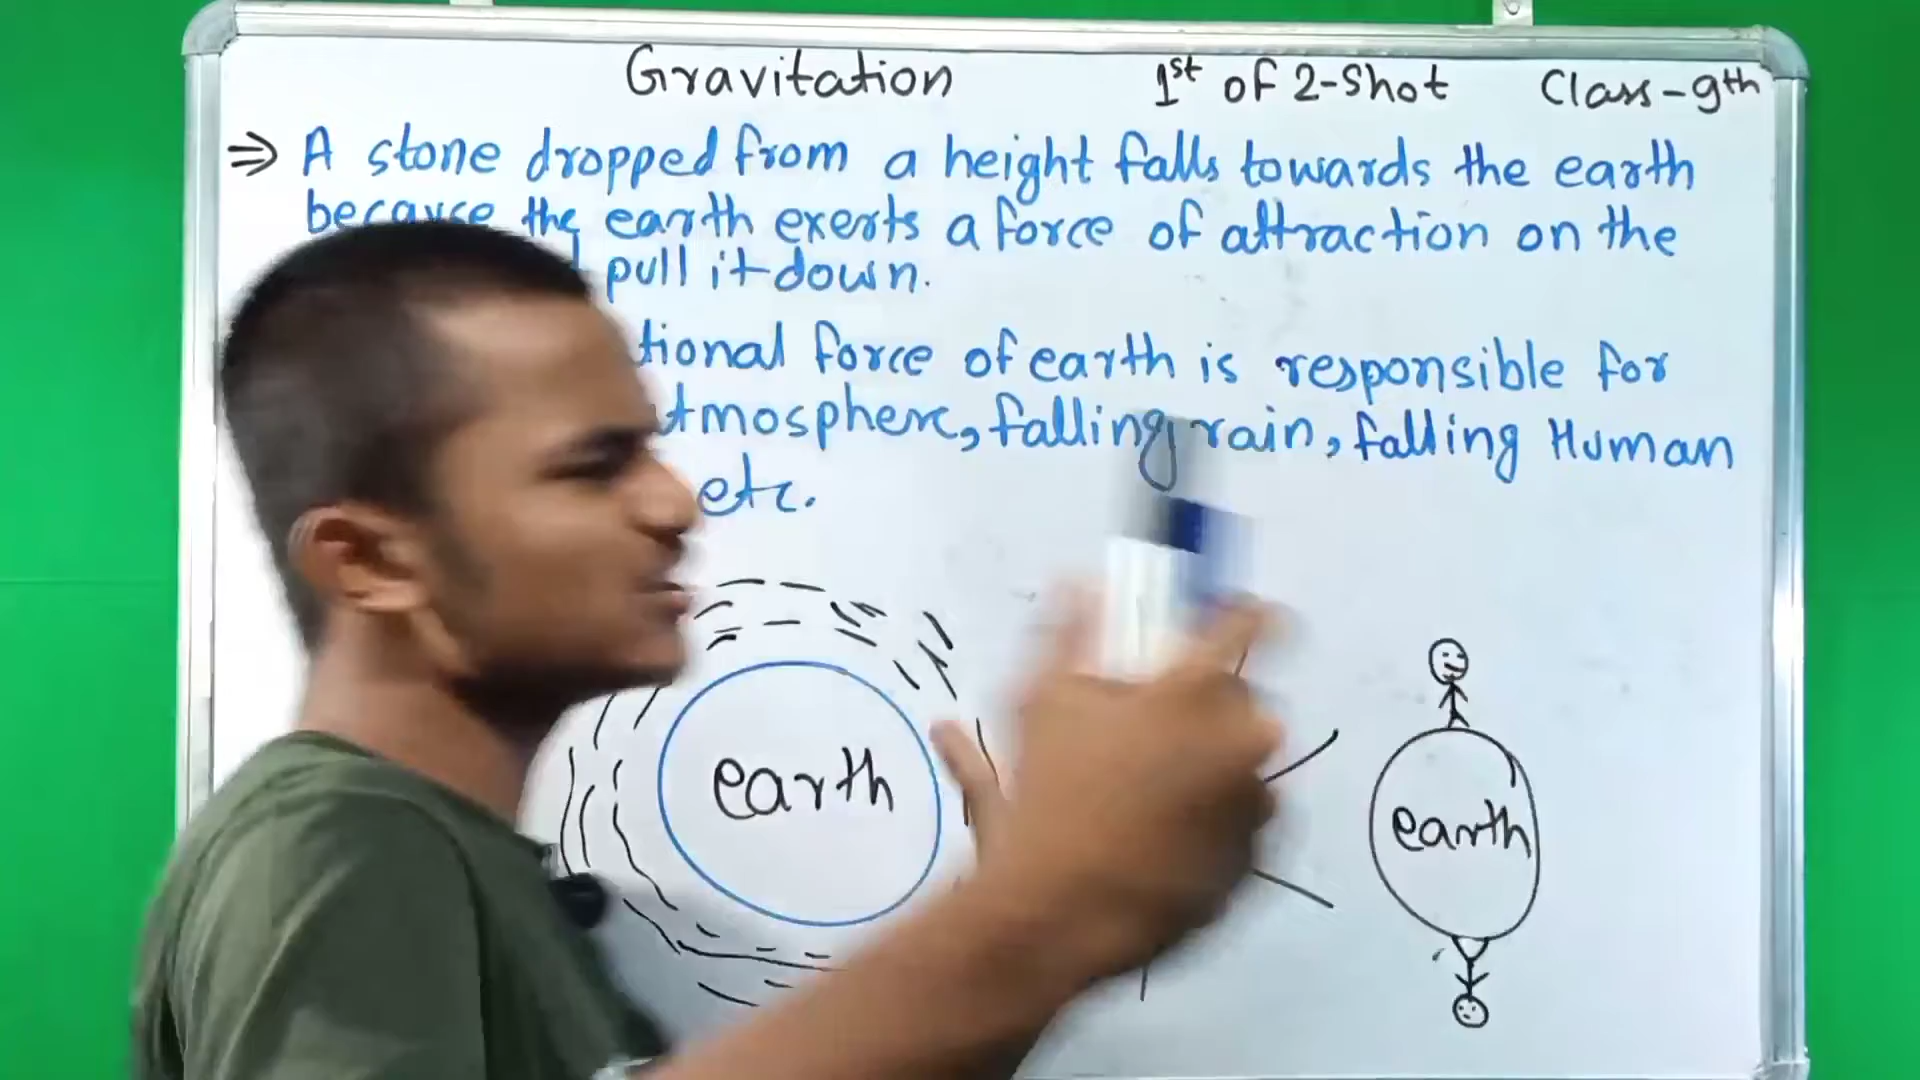 Gravitation 1st of 2-Shot Class-9th
⇒ A stone dropped from a height falls towards the earth
because the earth exerts a force of attraction on the
pull it down.
tional force of earth is responsible for
atmosphere, falling rain, falling Human
etc.
earth
earth